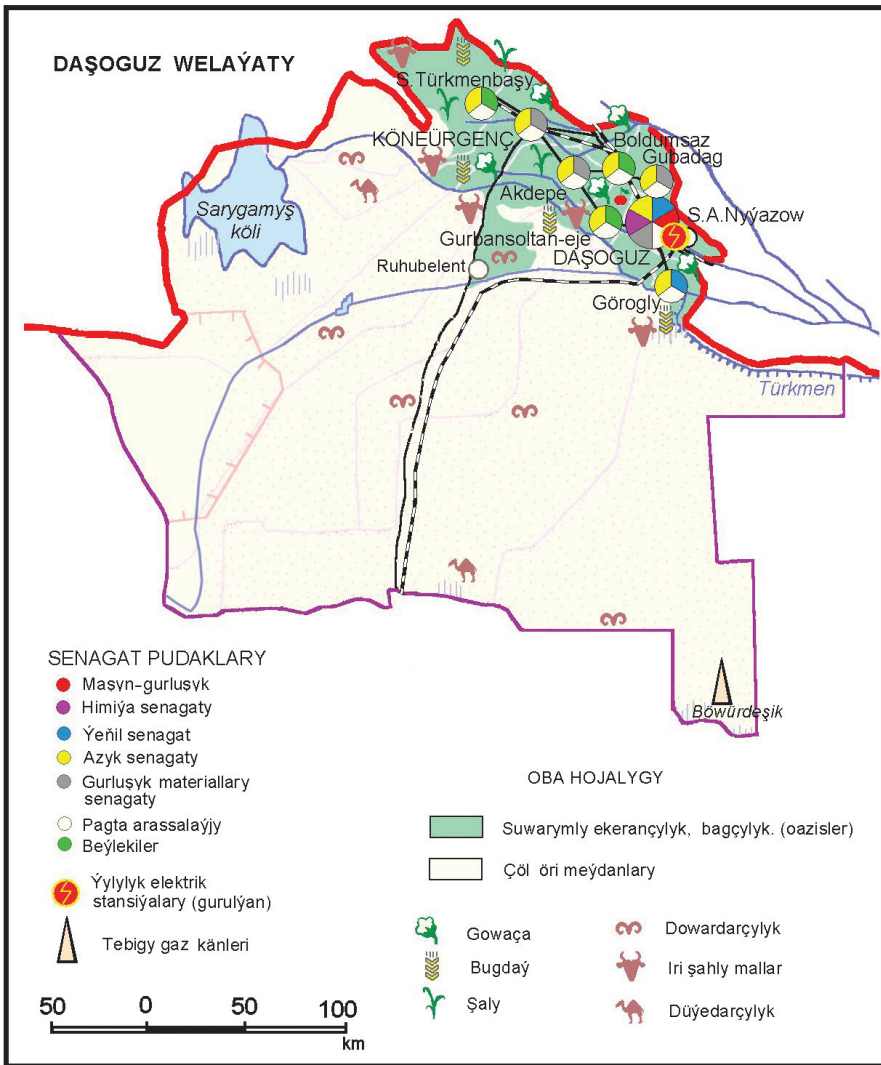 DAŞOGUZ WELAÝATY
S.Türkmenbaşy
KÖNEÜRGENÇ
Boldumsaz
Gubadag
Akdepe
Sarygamyş
köli
S.A.Nyýazow
Gurbansoltan-eje
DAŞOGUZ
Ruhubelent
Görogly
Türkmen
Böwürdeşik
SENAGAT PUDAKLARY
Maşyn-gurluşyk
Himiýa senagaty
Ýeňil senagat
Azyk senagaty
Gurluşyk materiallary
senagaty
Pagta arassalaýjy
Beýlekiler
Ýylylyk elektrik
stansiýalary (gurulýan)
Tebigy gaz känleri
50 0 50 100
km
OBA HOJALYGY
Suwarymly ekerançylyk, bagçylyk. (oazisler)
Çöl öri meýdanlary
Gowaça
Bugdaý
Şaly
Dowardarçylyk
Iri şahly mallar
Düýedarçylyk